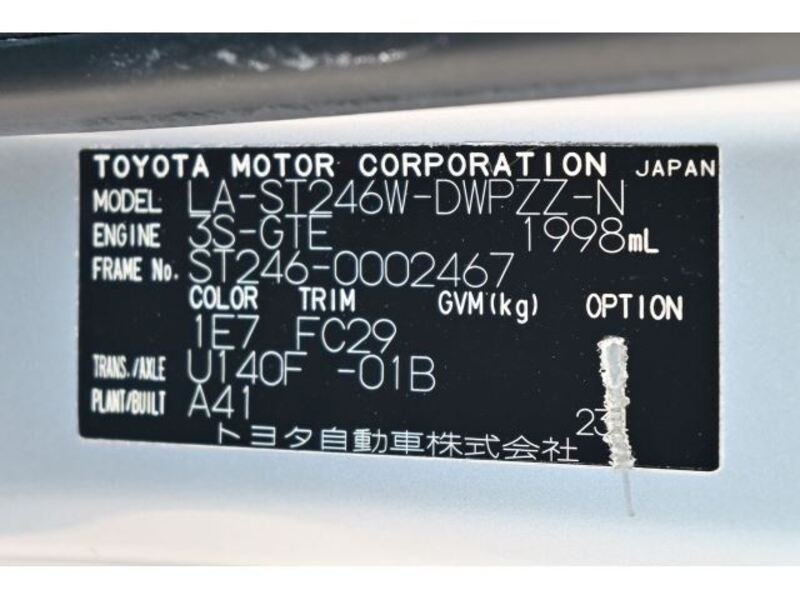 TOYOTA MOTOR CORPORATION JAPAN
MODEL LA-ST246W-DWPZZ-N
ENGINE 3S-GTE 1998mL
FRAME No. ST246-0002467
COLOR TRIM GVM(kg) OPTION
1E7 FC29
TRANS./AXLE U140F -01B
PLANT/BUILT A41
トヨタ自動車株式会社